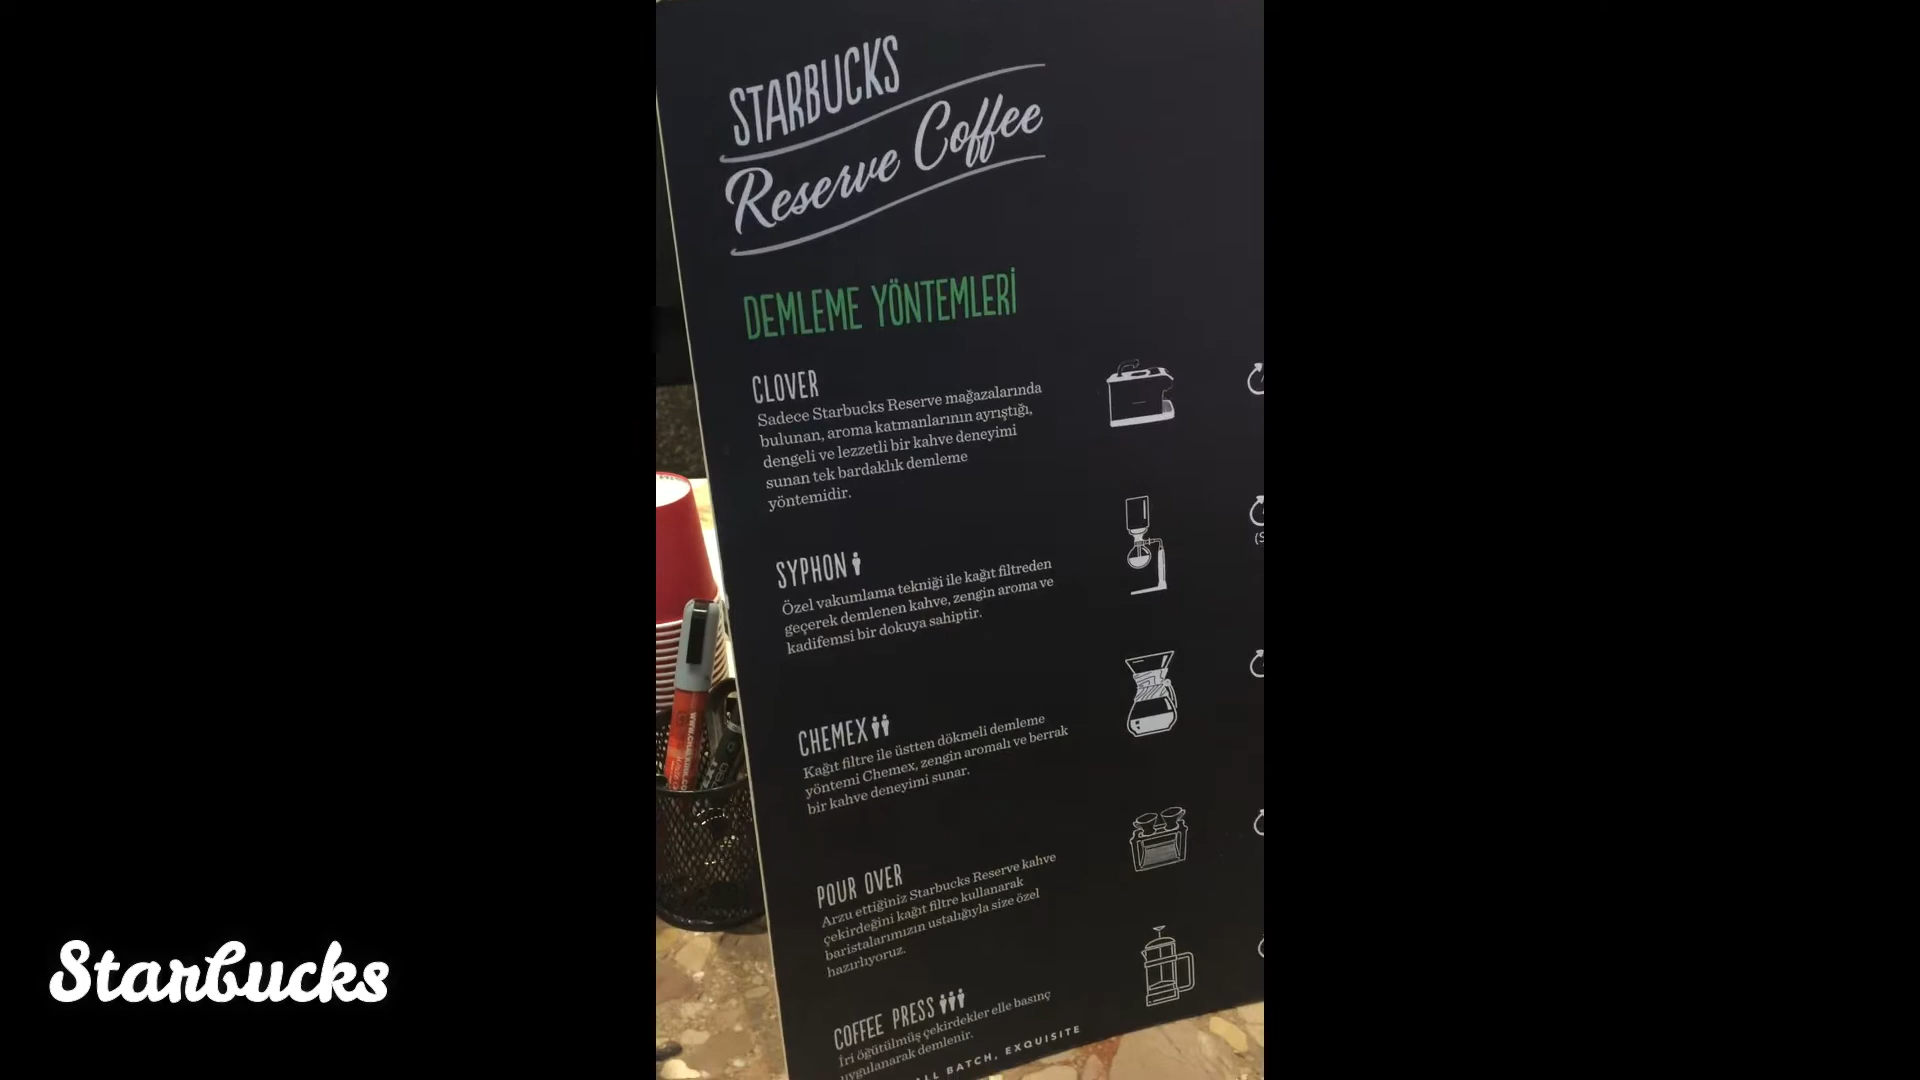 STARBUCKS
Reserve Coffee
DEMLEME YÖNTEMLERİ
CLOVER
Sadece Starbucks Reserve mağazalarında
bulunan, aroma katmanlarının ayrıştığı,
dengeli ve lezzetli bir kahve deneyimi
sunan tek bardaklık demleme
yöntemidir.
SYPHON
Özel vakumlama tekniği ile kağıt filtreden
geçerek demlenen kahve, zengin aroma ve
kadifemsi bir dokuya sahiptir.
CHEMEX
Kağıt filtre ile üstten dökmeli demleme
yöntemi Chemex, zengin aromalı ve berrak
bir kahve deneyimi sunar.
POUR OVER
Arzu ettiğiniz Starbucks Reserve kahve
çekirdeğini kağıt filtre kullanarak
baristalarımızın ustalığıyla size özel
hazırlıyoruz.
COFFEE PRESS
İri öğütülmüş çekirdekler elle basınç
uygulanarak demlenir.
BATCH, EXQUISITE
Starbucks